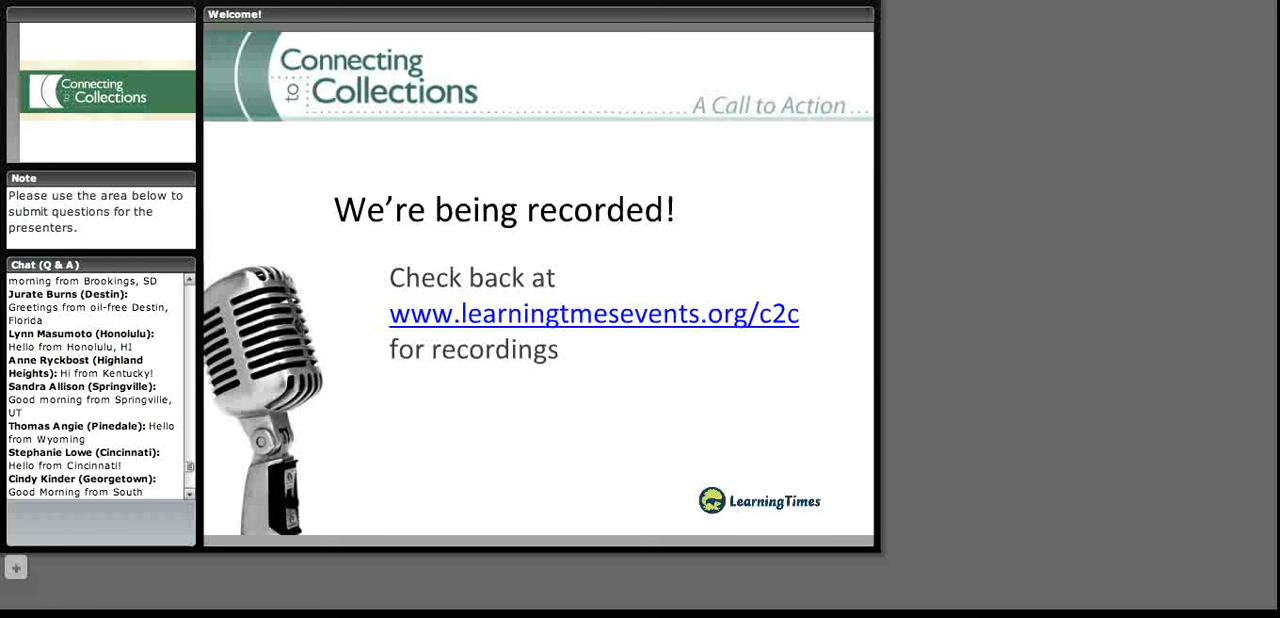 Welcome!
Connecting
to Collections
Connecting
to Collections
A Call to Action ...
Note
Please use the area below to
submit questions for the
presenters.
We're being recorded!
Check back at
www.learningtmesevents.org/c2c
for recordings
Chat (Q & A)
morning from Brookings, SD
Jurate Burns (Destin):
Greetings from oil-free Destin,
Florida
Lynn Masumoto (Honolulu):
Hello from Honolulu, HI
Anne Ryckbost (Highland
Heights): Hi from Kentucky!
Sandra Allison (Springville):
Good morning from Springville,
UT
Thomas Angie (Pinedale): Hello
from Wyoming
Stephanie Lowe (Cincinnati):
Hello from Cincinnati!
Cindy Kinder (Georgetown):
Good Morning from South
LearningTimes